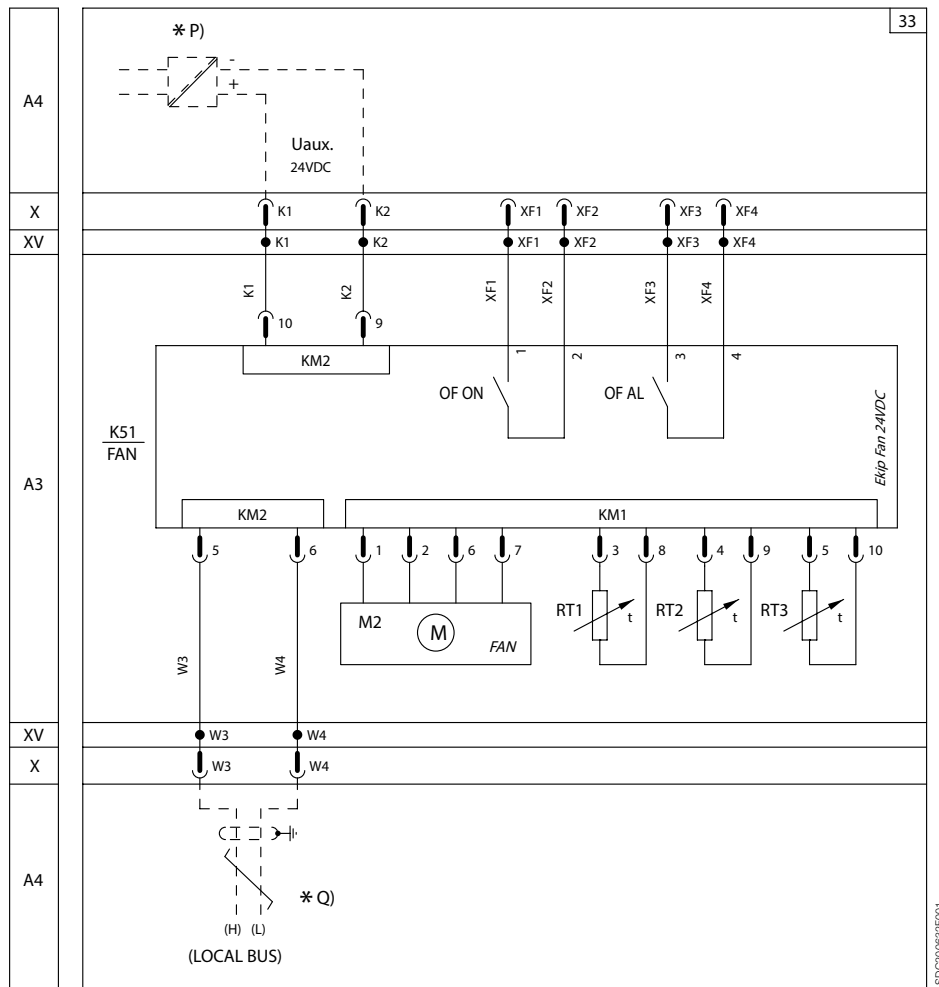 33
* P)
-
+
A4
Uaux.
24VDC
X
K1 K2 XF1 XF2 XF3 XF4
XV
K1 K2 XF1 XF2 XF3 XF4
K1 K2 XF1 XF2 XF3 XF4
10 9
1 2 3 4
KM2
OF ON OF AL
Ekip Fan 24VDC
K51
FAN
A3
KM2 KM1
5 6 1 2 6 7 3 8 4 9 5 10
M2 M FAN
RT1 t RT2 t RT3 t
W3 W4
XV
W3 W4
X
W3 W4
A4
* Q)
(H) (L)
(LOCAL BUS)